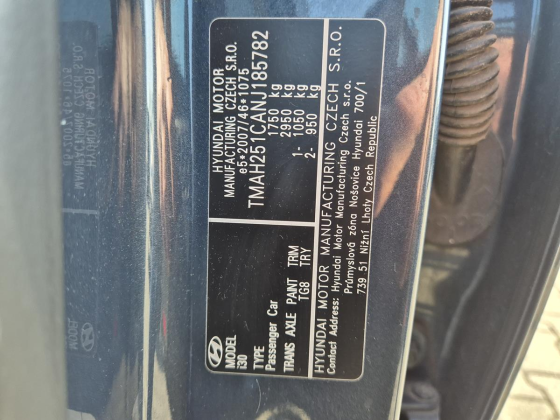 HYUNDAI MOTOR
MANUFACTURING CZECH S.R.O.
e5*2007/46*1075
TMAH251CANJ185782
1750 kg
2950 kg
1- 1050 kg
2- 950 kg
MODEL
i30
TYPE
Passenger Car
TRANS AXLE PAINT TRIM
TG8 TRY
HYUNDAI MOTOR MANUFACTURING CZECH S.R.O.
Contact Address: Hyundai Motor Manufacturing Czech s.r.o.
Průmyslová zóna Nošovice Hyundai 700/1
739 51 Nižní Lhoty Czech Republic